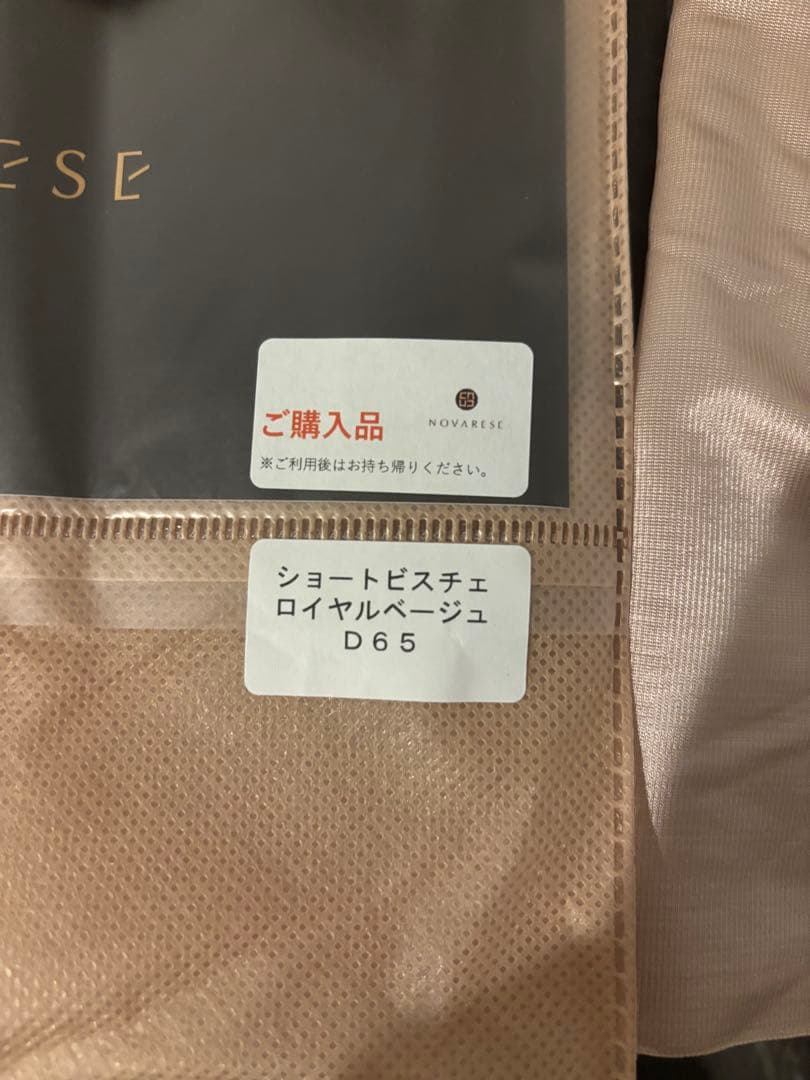 ESE
ご購入品
NOVARESE
※ご利用後はお持ち帰りください。
ショートビスチェ
ロイヤルベージュ
D65